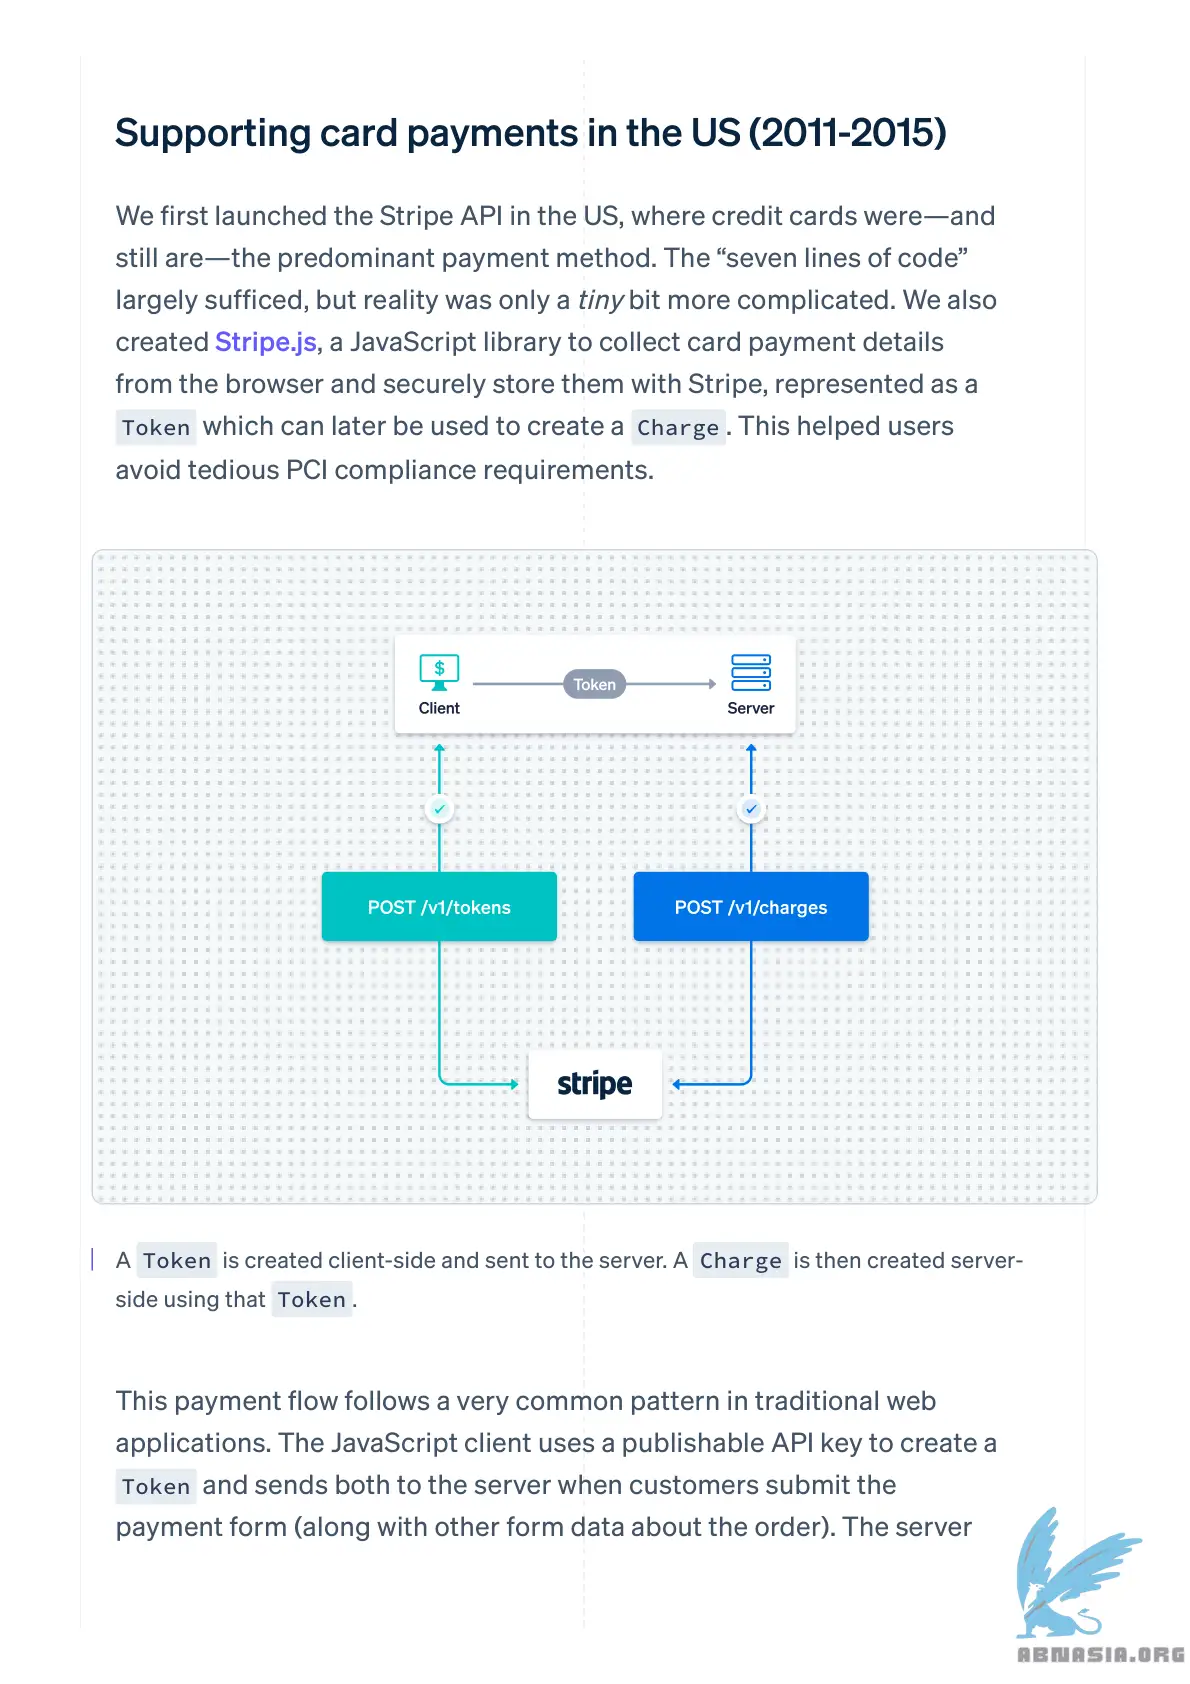 Supporting card payments in the US (2011-2015)
We first launched the Stripe API in the US, where credit cards were—and
still are—the predominant payment method. The “seven lines of code”
largely sufficed, but reality was only a tiny bit more complicated. We also
created Stripe.js, a JavaScript library to collect card payment details
from the browser and securely store them with Stripe, represented as a
Token which can later be used to create a Charge. This helped users
avoid tedious PCI compliance requirements.
$
Token
Client
Server
POST /v1/tokens
POST /v1/charges
stripe
A Token is created client-side and sent to the server. A Charge is then created server-
side using that Token.
This payment flow follows a very common pattern in traditional web
applications. The JavaScript client uses a publishable API key to create a
Token and sends both to the server when customers submit the
payment form (along with other form data about the order). The server
ABNASIA.ORG